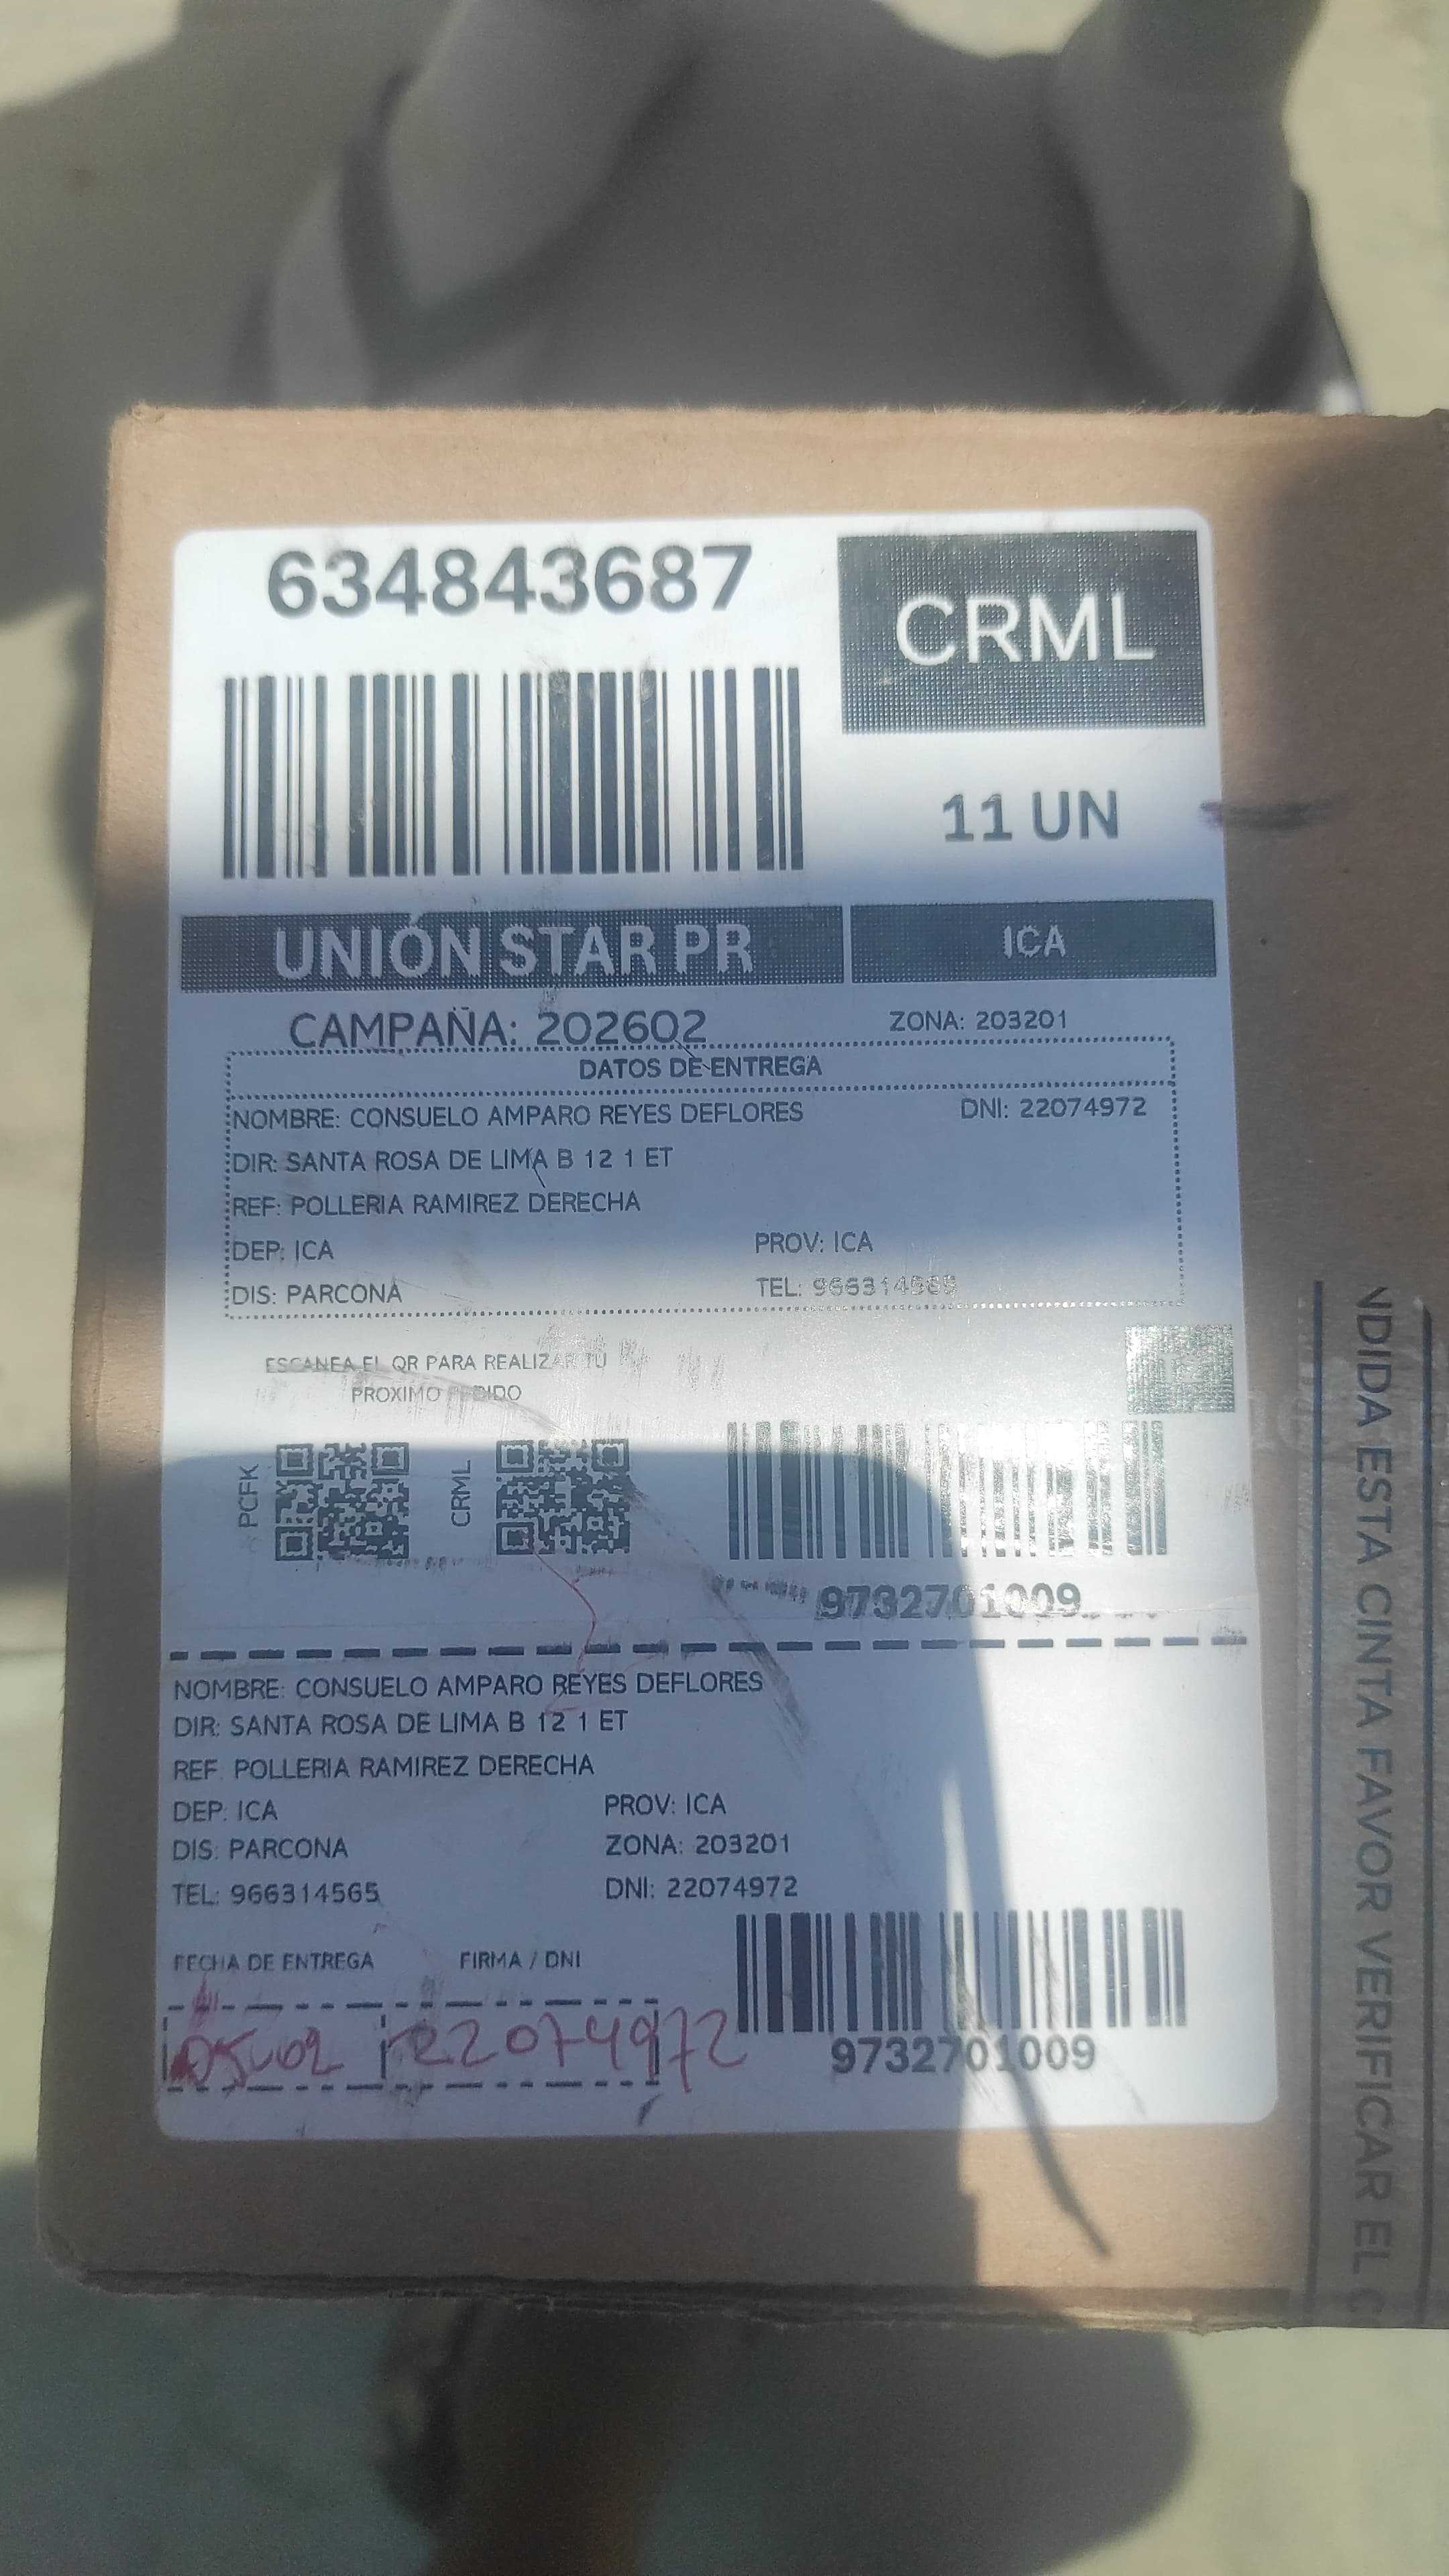 634843687
CRML
11 UN
UNIÓN STAR PR
ICA
CAMPAÑA: 202602
ZONA: 203201
DATOS DE ENTREGA
NOMBRE: CONSUELO AMPARO REYES DEFLORES
DNI: 22074972
DIR: SANTA ROSA DE LIMA B 12 1 ET
REF: POLLERIA RAMIREZ DERECHA
DEP: ICA
PROV: ICA
DIS: PARCONA
TEL: 966314565
ESCANEA EL QR PARA REALIZAR TU
PROXIMO PEDIDO
CRML
9732701009
NOMBRE: CONSUELO AMPARO REYES DEFLORES
DIR: SANTA ROSA DE LIMA B 12 1 ET
REF: POLLERIA RAMIREZ DERECHA
DEP: ICA
PROV: ICA
DIS: PARCONA
ZONA: 203201
TEL: 966314565
DNI: 22074972
FECHA DE ENTREGA
FIRMA / DNI
22074972
9732701009
ESTA CINTA FAVOR VERIFICAR EL